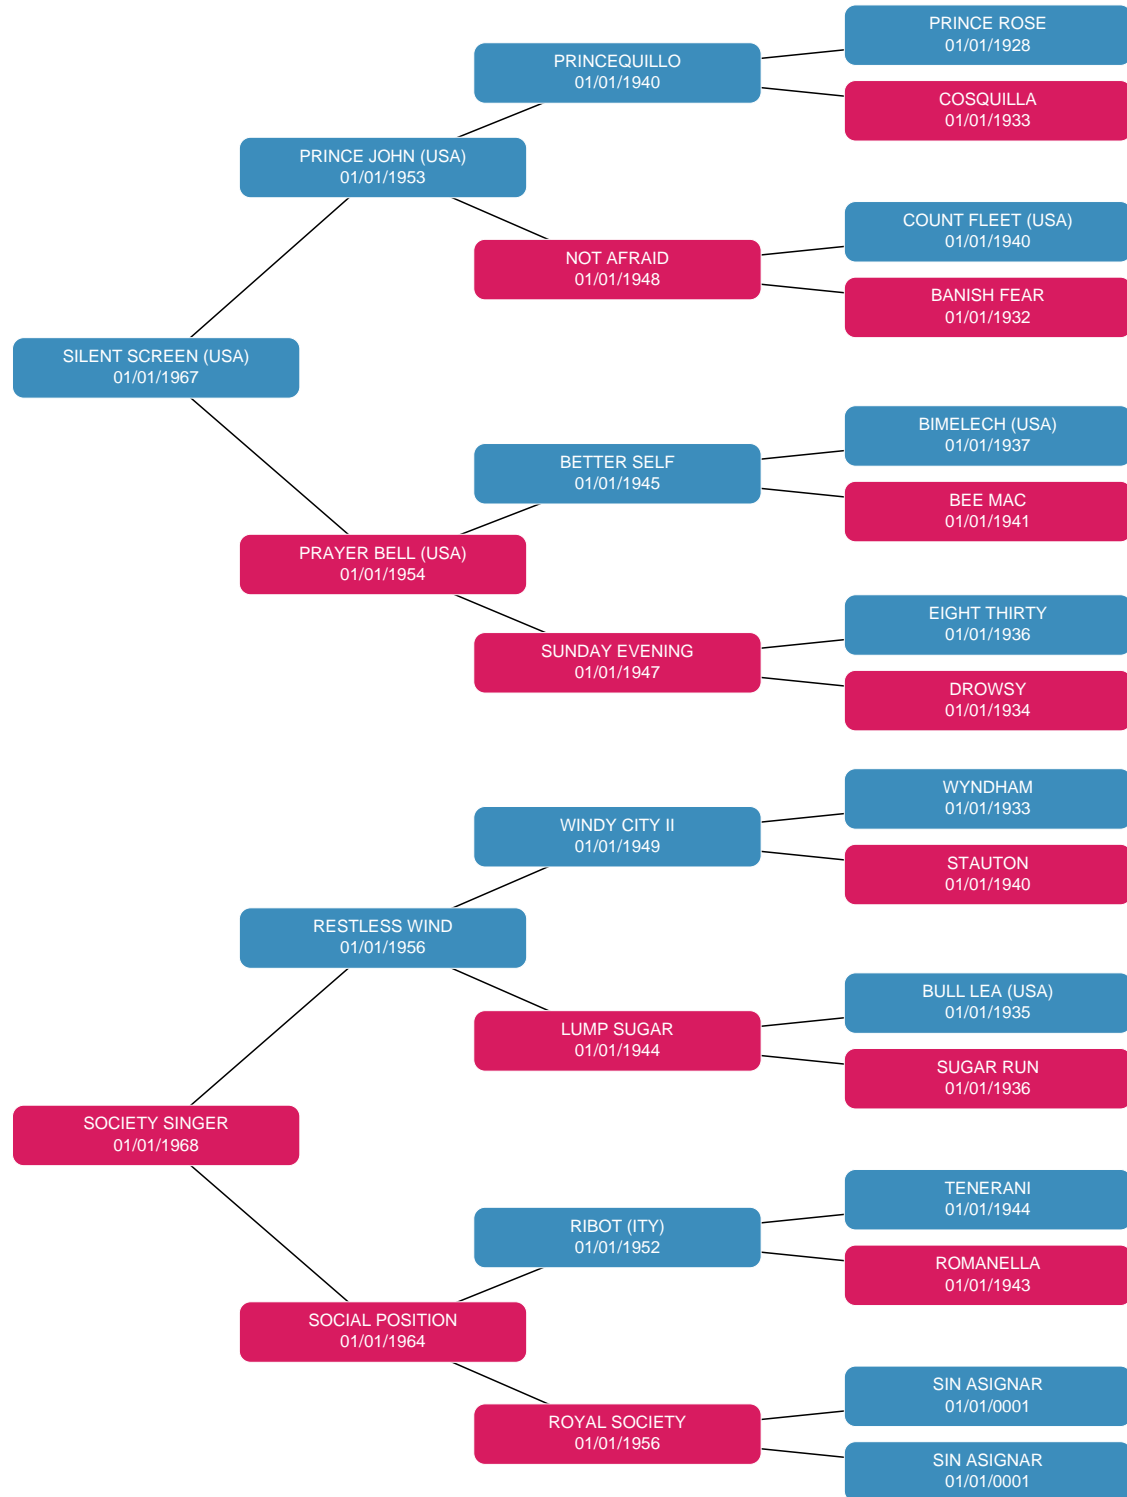 PRINCE ROSE
01/01/1928
PRINCEQUILLO
01/01/1940
COSQUILLA
01/01/1933
PRINCE JOHN (USA)
01/01/1953
COUNT FLEET (USA)
01/01/1940
NOT AFRAID
01/01/1948
BANISH FEAR
01/01/1932
SILENT SCREEN (USA)
01/01/1967
BIMELECH (USA)
01/01/1937
BETTER SELF
01/01/1945
BEE MAC
01/01/1941
PRAYER BELL (USA)
01/01/1954
EIGHT THIRTY
01/01/1936
SUNDAY EVENING
01/01/1947
DROWSY
01/01/1934
WYNDHAM
01/01/1933
WINDY CITY II
01/01/1949
STAUTON
01/01/1940
RESTLESS WIND
01/01/1956
BULL LEA (USA)
01/01/1935
LUMP SUGAR
01/01/1944
SUGAR RUN
01/01/1936
SOCIETY SINGER
01/01/1968
TENERANI
01/01/1944
RIBOT (ITY)
01/01/1952
ROMANELLA
01/01/1943
SOCIAL POSITION
01/01/1964
SIN ASIGNAR
01/01/0001
ROYAL SOCIETY
01/01/1956
SIN ASIGNAR
01/01/0001